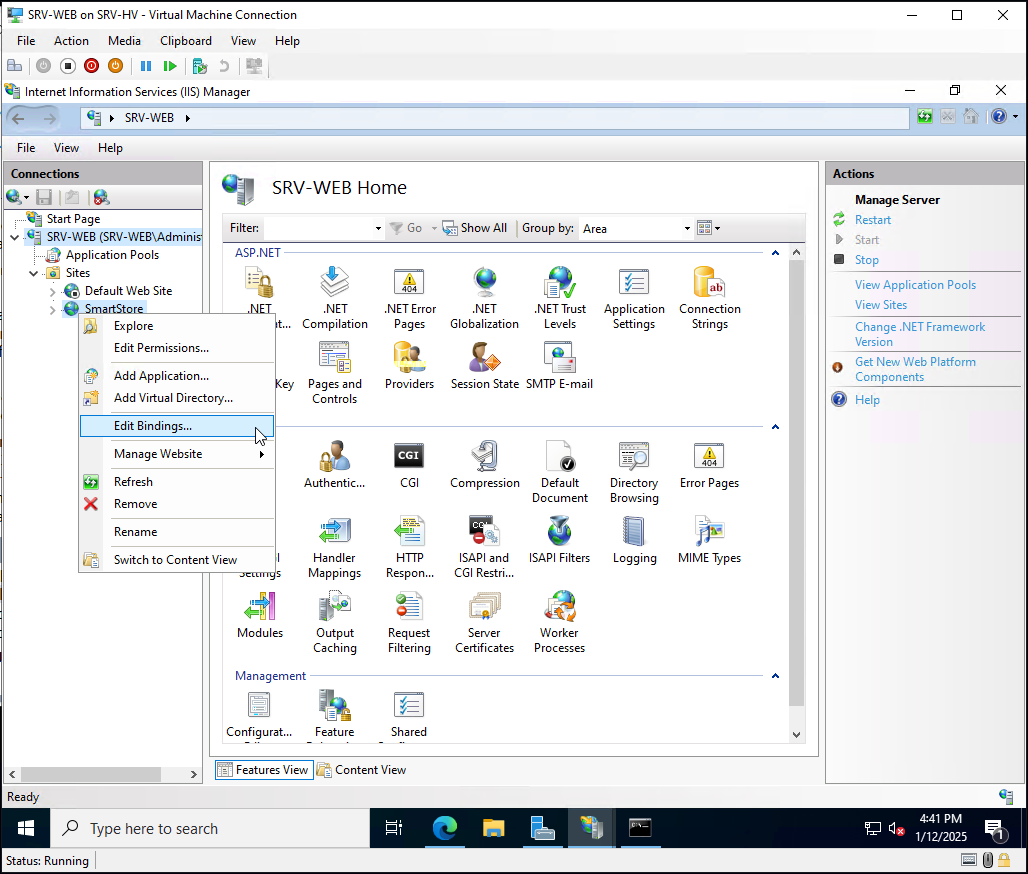 SRV-WEB on SRV-HV - Virtual Machine Connection
File Action Media Clipboard View Help
Internet Information Services (IIS) Manager
SRV-WEB
File View Help
Connections
Start Page
SRV-WEB (SRV-WEB\Adminis
Application Pools
Sites
Default Web Site
SmartStore
Explore
Edit Permissions...
Add Application...
Add Virtual Directory...
Edit Bindings...
Manage Website
Refresh
Remove
Rename
Switch to Content View
SRV-WEB Home
Filter: Go Show All Group by: Area
ASP.NET
.NET
.NET
Compilation
.NET Error
Pages
.NET
Globalization
.NET Trust
Levels
Application
Settings
Connection
Strings
Key
Pages and
Controls
Providers
Session State
SMTP E-mail
Authentic...
CGI
Compression
Default
Document
Directory
Browsing
Error Pages
Settings
Handler
Mappings
HTTP
Respon...
ISAPI and
CGI Restri...
ISAPI Filters
Logging
MIME Types
Modules
Output
Caching
Request
Filtering
Server
Certificates
Worker
Processes
Management
Configurat...
Feature
Shared
Features View Content View
Actions
Manage Server
Restart
Start
Stop
View Application Pools
View Sites
Change .NET Framework
Version
Get New Web Platform
Components
Help
Ready
Type here to search
4:41 PM
1/12/2025
1
Status: Running